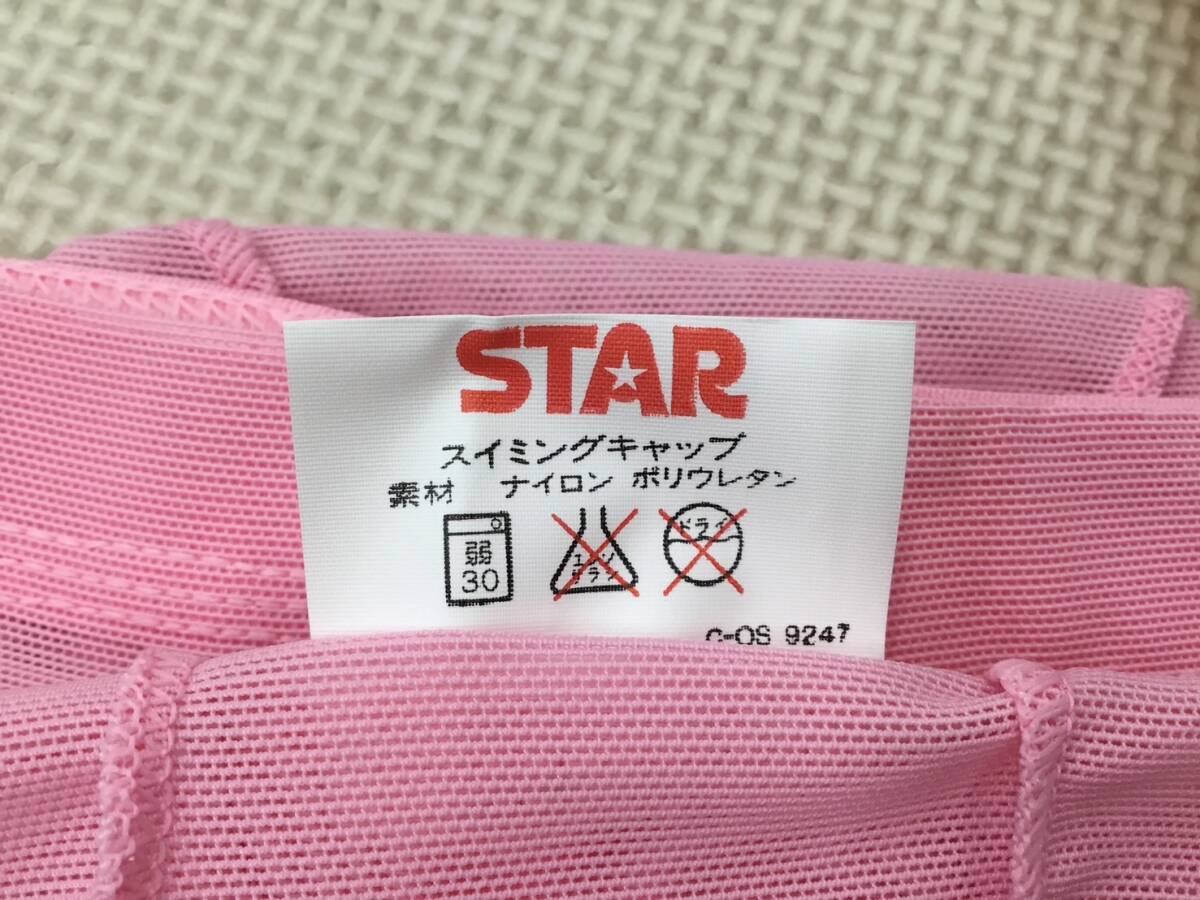 STAR
スイミングキャップ
素材 ナイロン ポリウレタン
弱
30
エンソ
サラシ
ドライ
C-OS 9247